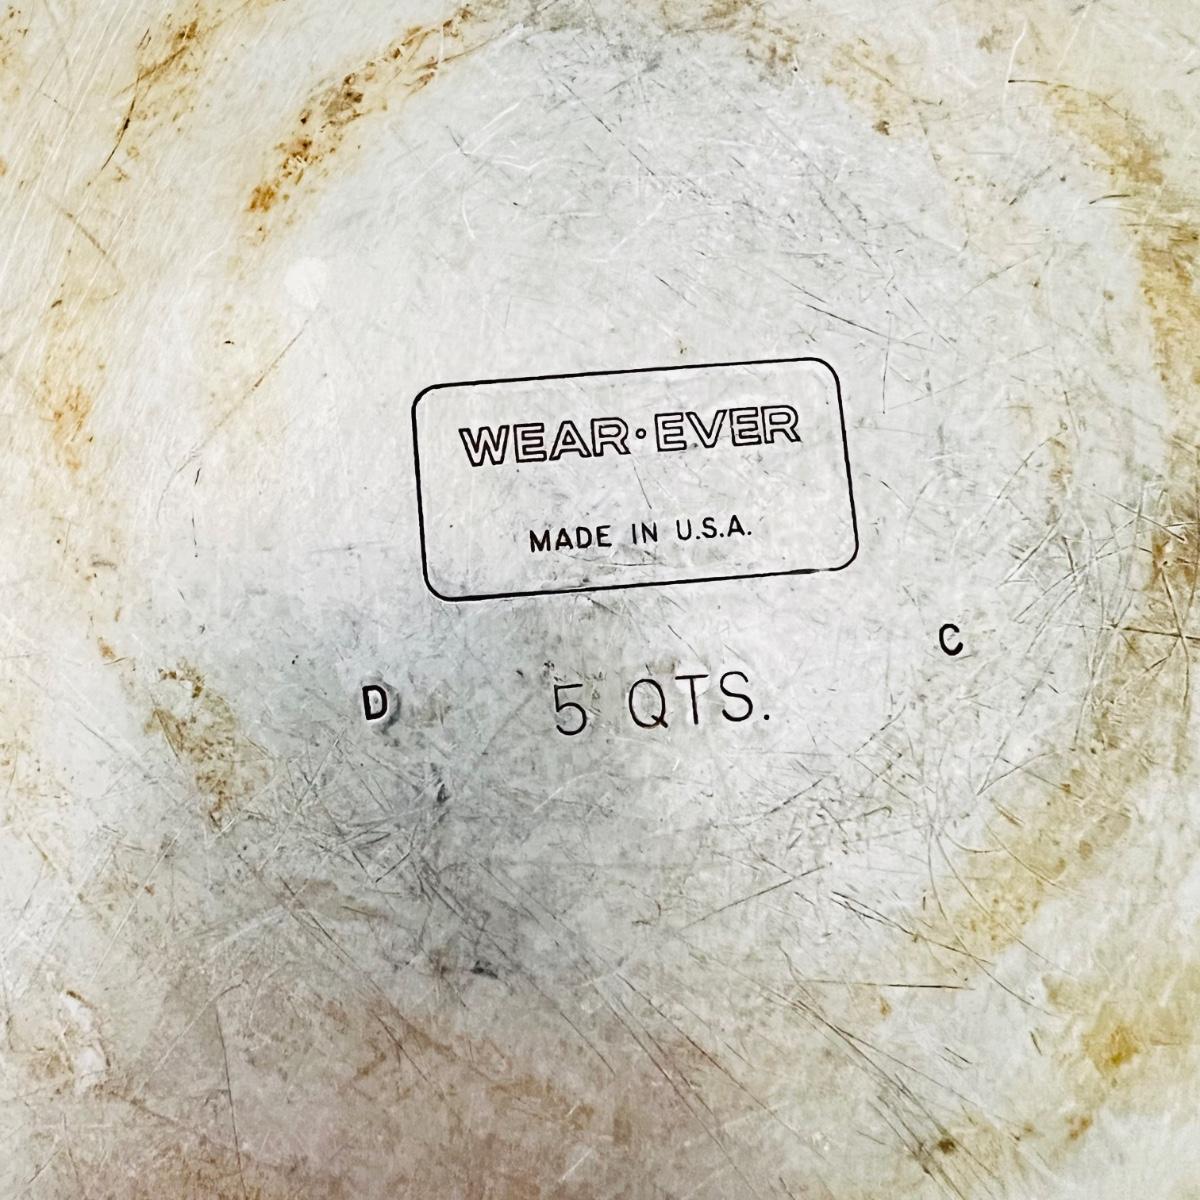 WEAR·EVER
MADE IN U.S.A.
C
D 5 QTS.